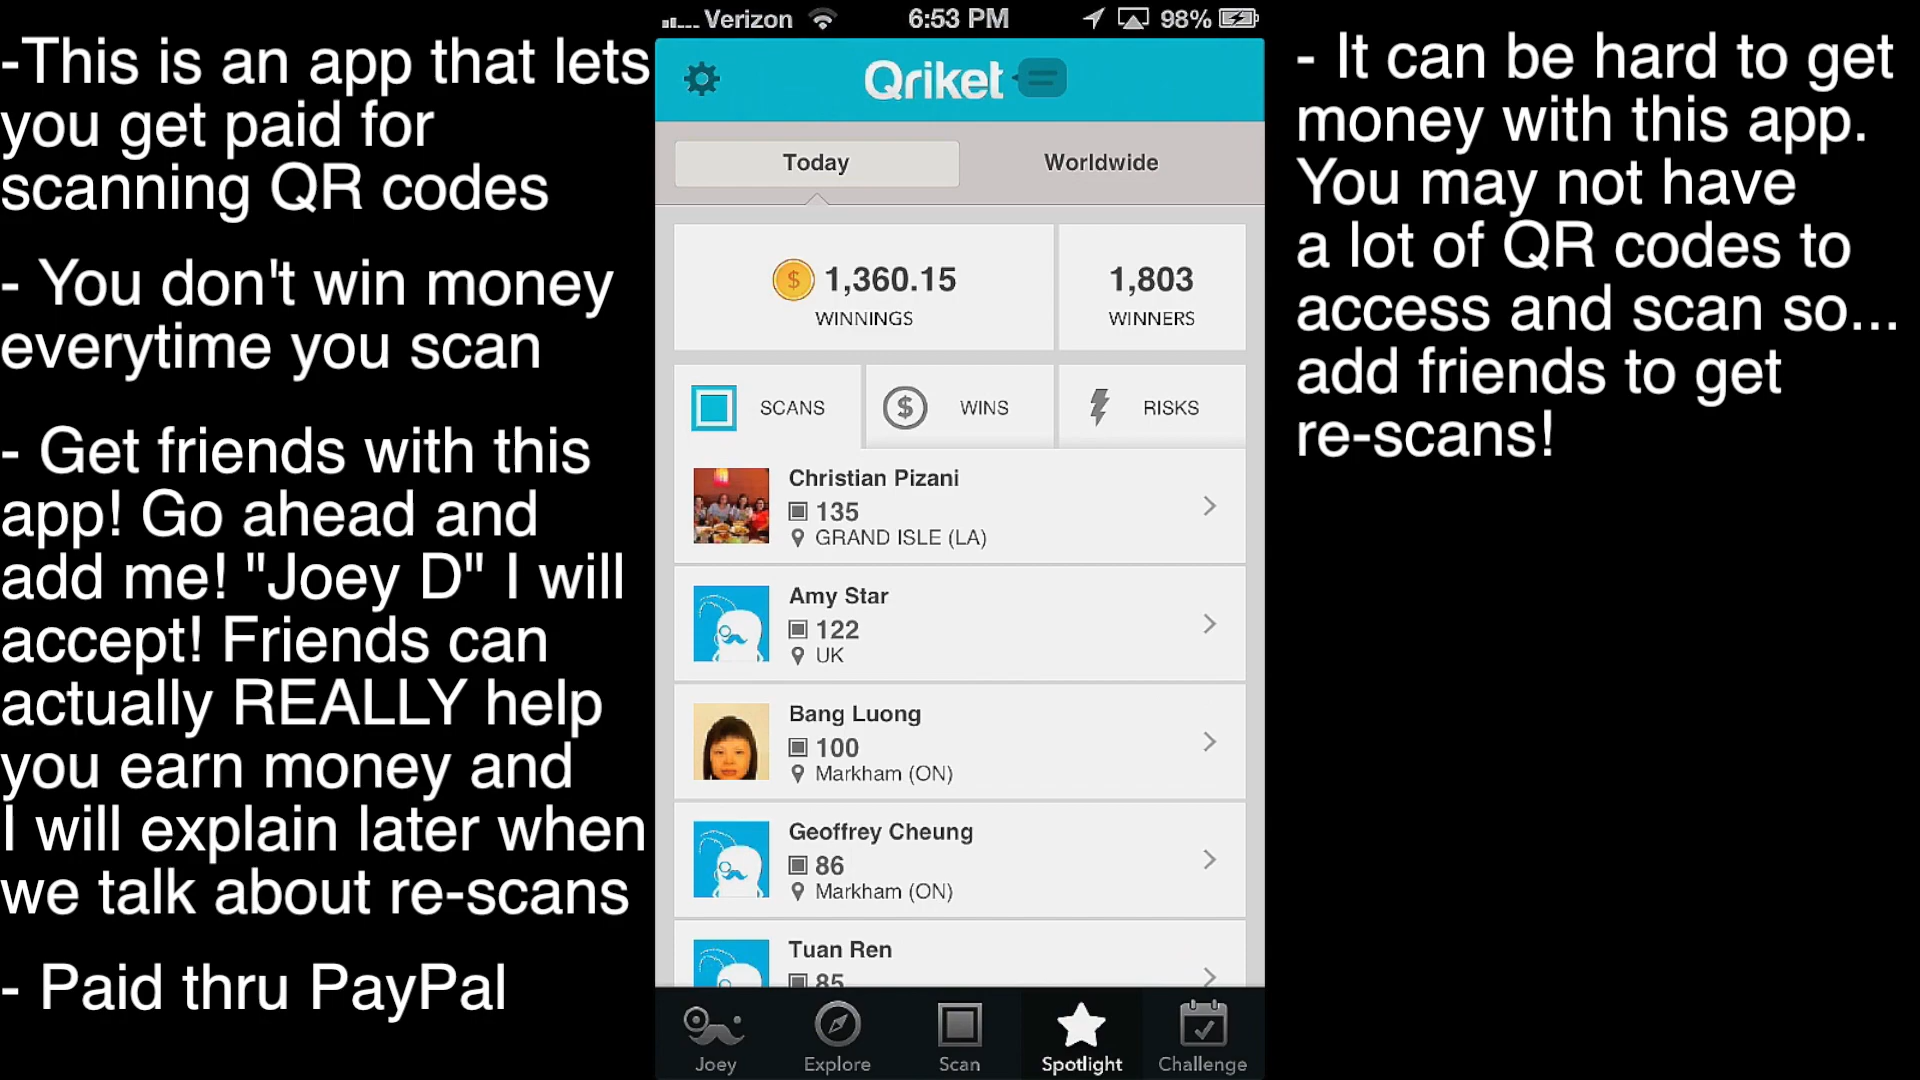 -This is an app that lets
you get paid for
scanning QR codes
- You don't win money
everytime you scan
- Get friends with this
app! Go ahead and
add me! "Joey D" I will
accept! Friends can
actually REALLY help
you earn money and
I will explain later when
we talk about re-scans
- Paid thru PayPal
Verizon 6:53 PM 98%
Qriket
Today Worldwide
$ 1,360.15 1,803
WINNINGS WINNERS
SCANS $ WINS RISKS
Christian Pizani
135
GRAND ISLE (LA)
Amy Star
122
UK
Bang Luong
100
Markham (ON)
Geoffrey Cheung
86
Markham (ON)
Tuan Ren
85
Joey Explore Scan Spotlight Challenge
- It can be hard to get
money with this app.
You may not have
a lot of QR codes to
access and scan so...
add friends to get
re-scans!